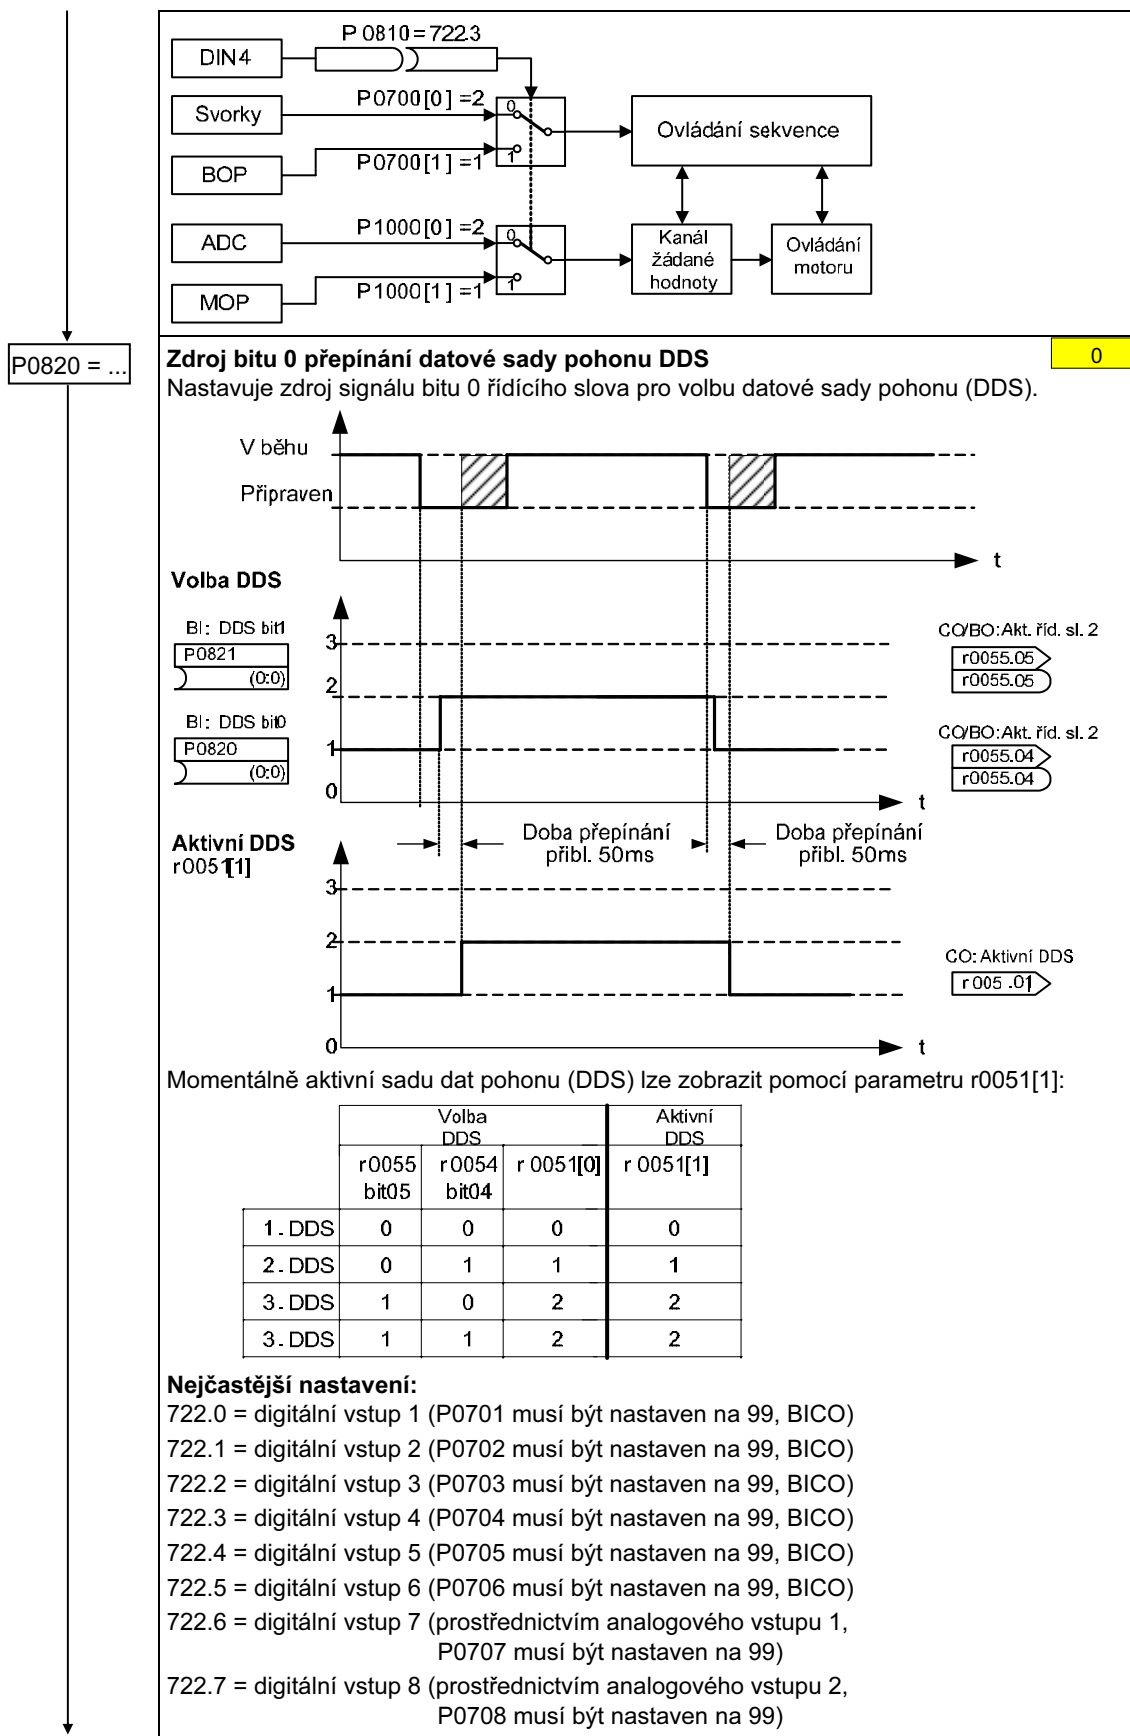 P 0810 = 722.3
DIN4
Svorky
P0700[0] =2
0
1
Ovládání sekvence
BOP
P0700[1] =1
ADC
P1000[0] =2
0
1
Kanál
žádané
hodnoty
Ovládání
motoru
MOP
P1000[1] =1
P0820 = ...
Zdroj bitu 0 přepínání datové sady pohonu DDS
0
Nastavuje zdroj signálu bitu 0 řídícího slova pro volbu datové sady pohonu (DDS).
V běhu
Připraven
t
Volba DDS
BI: DDS bit1
P0821
(0:0)
BI: DDS bit0
P0820
(0:0)
3
2
1
0
t
CO/BO:Akt. říd. sl. 2
r0055.05
r0055.05
CO/BO:Akt. říd. sl. 2
r0055.04
r0055.04
Doba přepínání
přibl. 50ms
Doba přepínání
přibl. 50ms
Aktivní DDS
r0051[1]
3
2
1
0
t
CO: Aktivní DDS
r 005 .01
Momentálně aktivní sadu dat pohonu (DDS) lze zobrazit pomocí parametru r0051[1]:
Volba
DDS
Aktivní
DDS
r0055
bit05
r0054
bit04
r 0051[0]
r 0051[1]
1. DDS 0 0 0 0
2. DDS 0 1 1 1
3. DDS 1 0 2 2
3. DDS 1 1 2 2
Nejčastější nastavení:
722.0 = digitální vstup 1 (P0701 musí být nastaven na 99, BICO)
722.1 = digitální vstup 2 (P0702 musí být nastaven na 99, BICO)
722.2 = digitální vstup 3 (P0703 musí být nastaven na 99, BICO)
722.3 = digitální vstup 4 (P0704 musí být nastaven na 99, BICO)
722.4 = digitální vstup 5 (P0705 musí být nastaven na 99, BICO)
722.5 = digitální vstup 6 (P0706 musí být nastaven na 99, BICO)
722.6 = digitální vstup 7 (prostřednictvím analogového vstupu 1,
P0707 musí být nastaven na 99)
722.7 = digitální vstup 8 (prostřednictvím analogového vstupu 2,
P0708 musí být nastaven na 99)